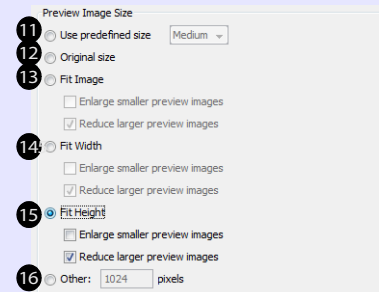 Preview Image Size
11 Use predefined size Medium
12 Original size
13 Fit Image
Enlarge smaller preview images
Reduce larger preview images
14 Fit Width
Enlarge smaller preview images
Reduce larger preview images
15 Fit Height
Enlarge smaller preview images
Reduce larger preview images
16 Other: 1024 pixels